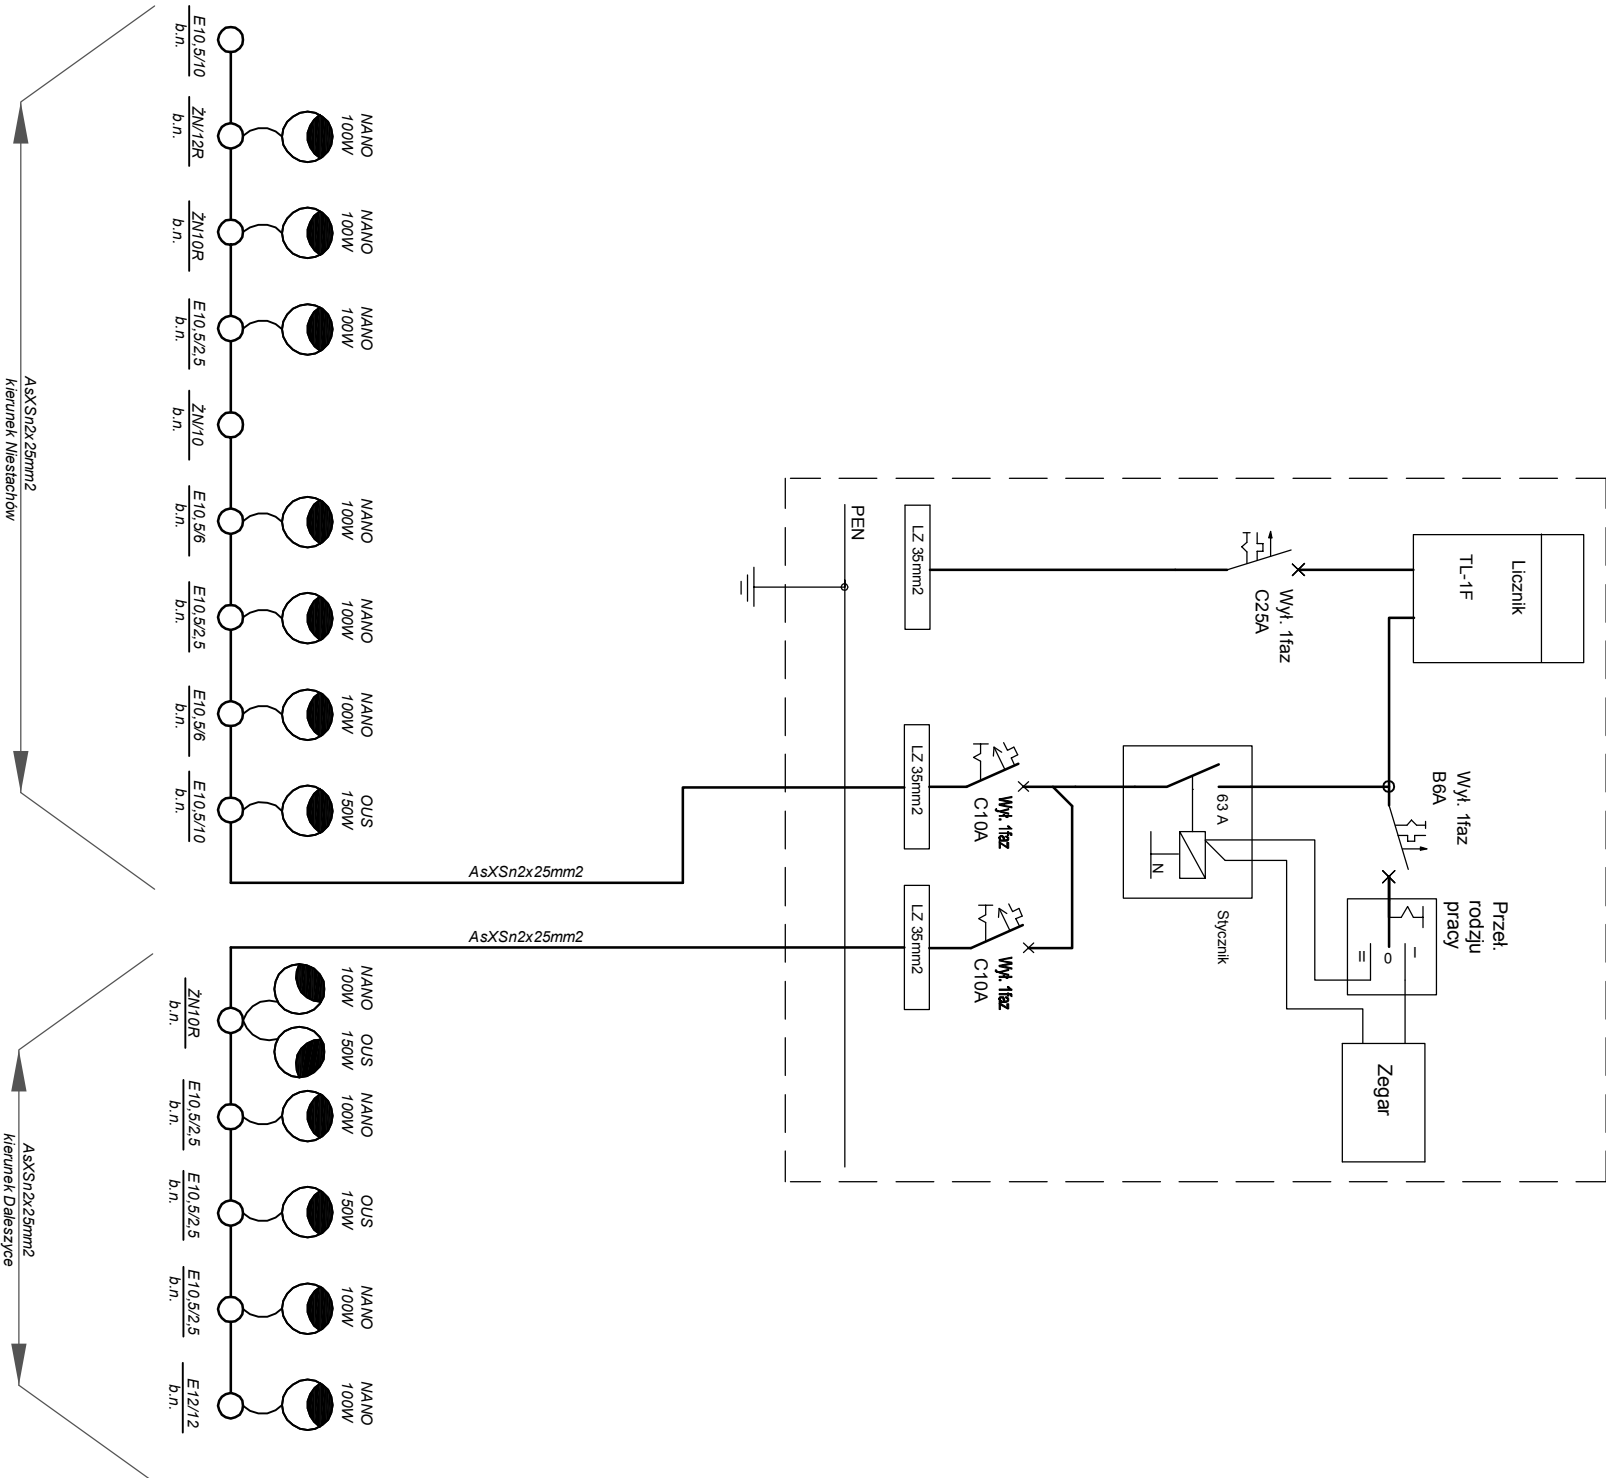 E10,5/10
b.n.
ŻN/12R
b.n.
NANO
100W
ŻN10R
b.n.
NANO
100W
E10,5/2,5
b.n.
NANO
100W
ŻN/10
b.n.
E10,5/6
b.n.
NANO
100W
E10,5/2,5
b.n.
NANO
100W
E10,5/6
b.n.
NANO
100W
E10,5/10
b.n.
OUS
150W
AsXSn2x25mm2
kierunek Niestachów
AsXSn2x25mm2
AsXSn2x25mm2
ŻN10R
b.n.
NANO
100W
OUS
150W
E10,5/2,5
b.n.
NANO
100W
E10,5/2,5
b.n.
OUS
150W
E10,5/2,5
b.n.
NANO
100W
E12/12
b.n.
NANO
100W
AsXSn2x25mm2
kierunek Daleszyce
PEN
LZ 35mm2
Wył. 1faz
C25A
Licznik
TL-1F
LZ 35mm2
Wył. 1faz
C10A
63 A
N
Stycznik
Wył. 1faz
B6A
LZ 35mm2
Wył. 1faz
C10A
Przeł.
rodzju
pracy
I
O
II
Zegar